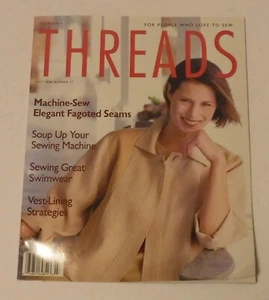 FOR PEOPLE WHO LOVE TO SEW
THREADS
Machine-Sew
Elegant Fagoted Seams
Soup Up Your
Sewing Machine
Sewing Great
Swimwear
Vest-Lining
Strategies